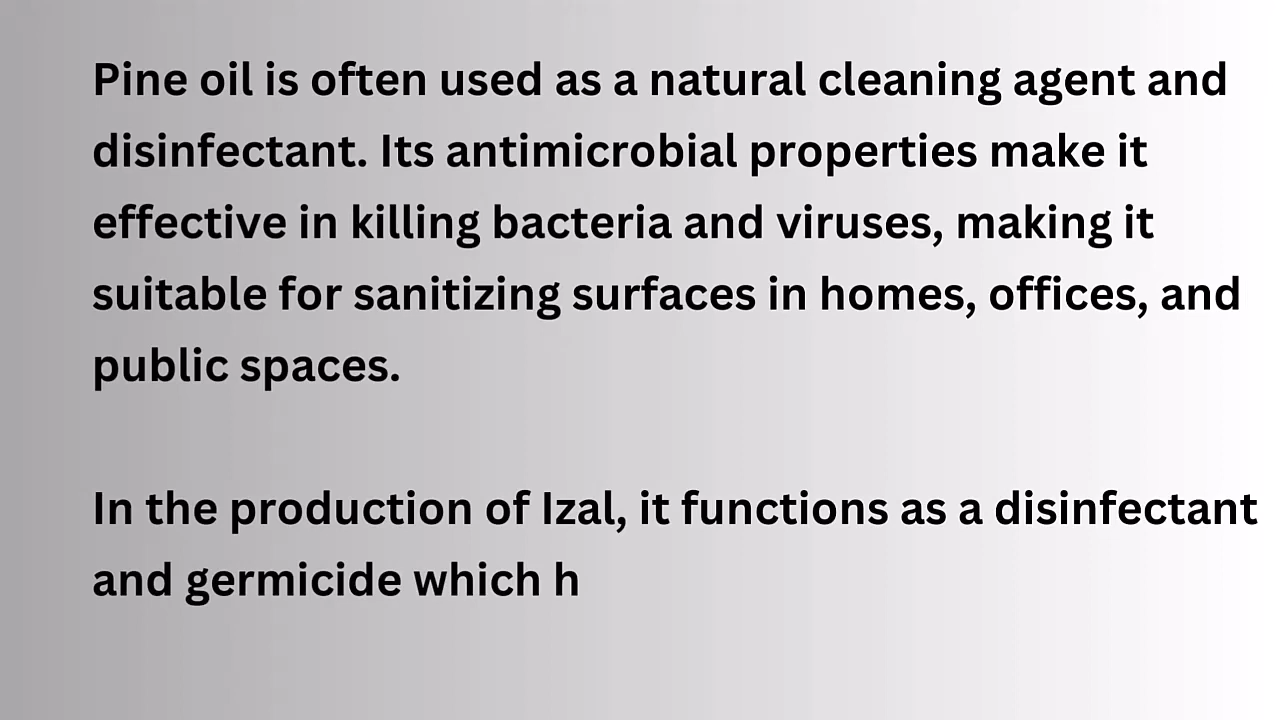 Pine oil is often used as a natural cleaning agent and
disinfectant. Its antimicrobial properties make it
effective in killing bacteria and viruses, making it
suitable for sanitizing surfaces in homes, offices, and
public spaces.
In the production of Izal, it functions as a disinfectant
and germicide which h